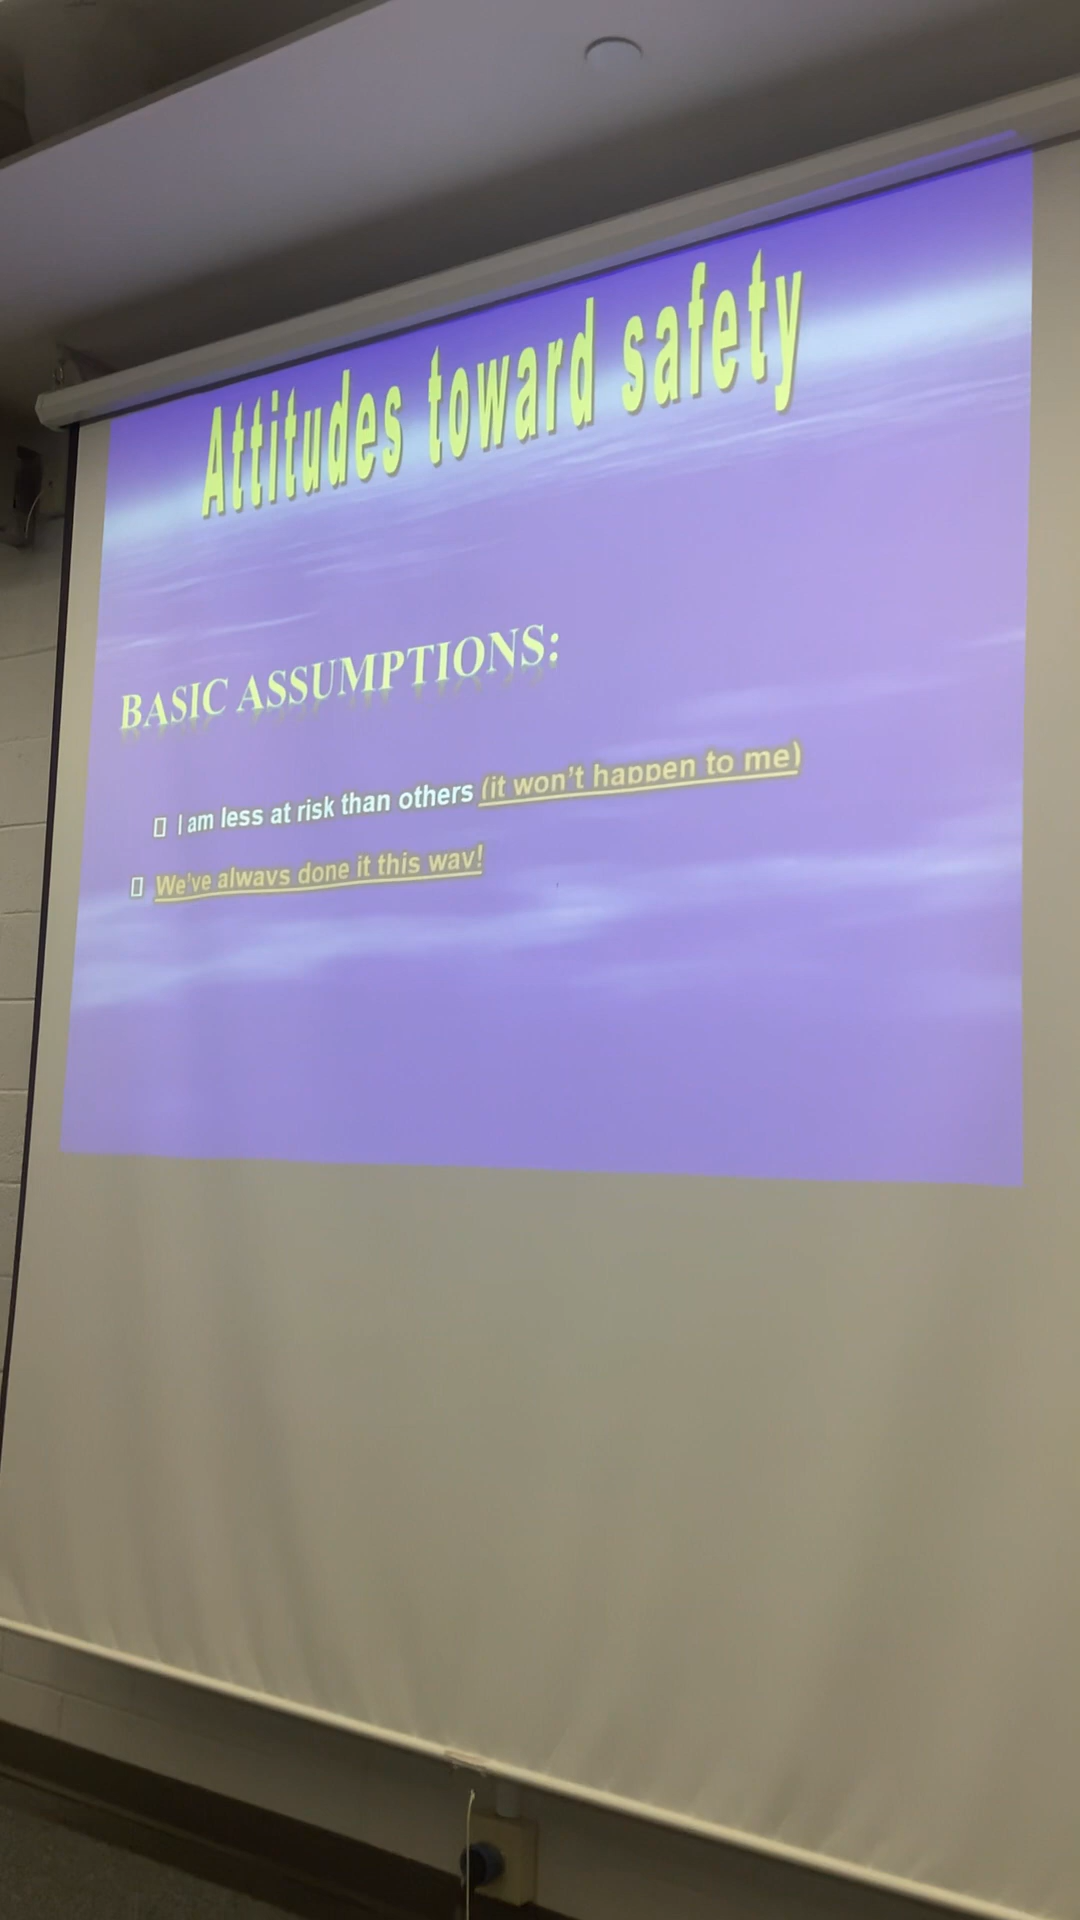 Attitudes toward safety
BASIC ASSUMPTIONS:
I am less at risk than others (it won't happen to me)
We've always done it this way!